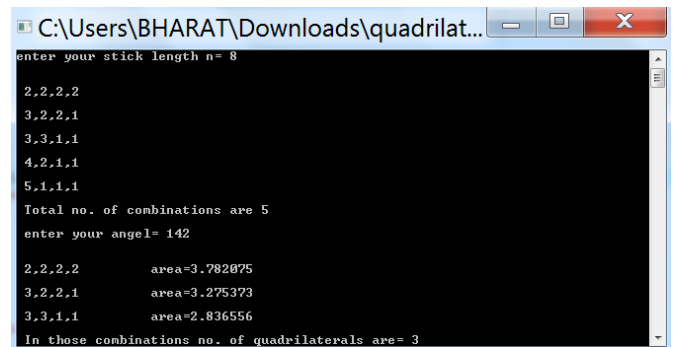 C:\Users\BHARAT\Downloads\quadrilat...
enter your stick length n= 8
2,2,2,2
3,2,2,1
3,3,1,1
4,2,1,1
5,1,1,1
Total no. of combinations are 5
enter your angel= 142
2,2,2,2 area=3.782075
3,2,2,1 area=3.275373
3,3,1,1 area=2.836556
In those combinations no. of quadrilaterals are= 3